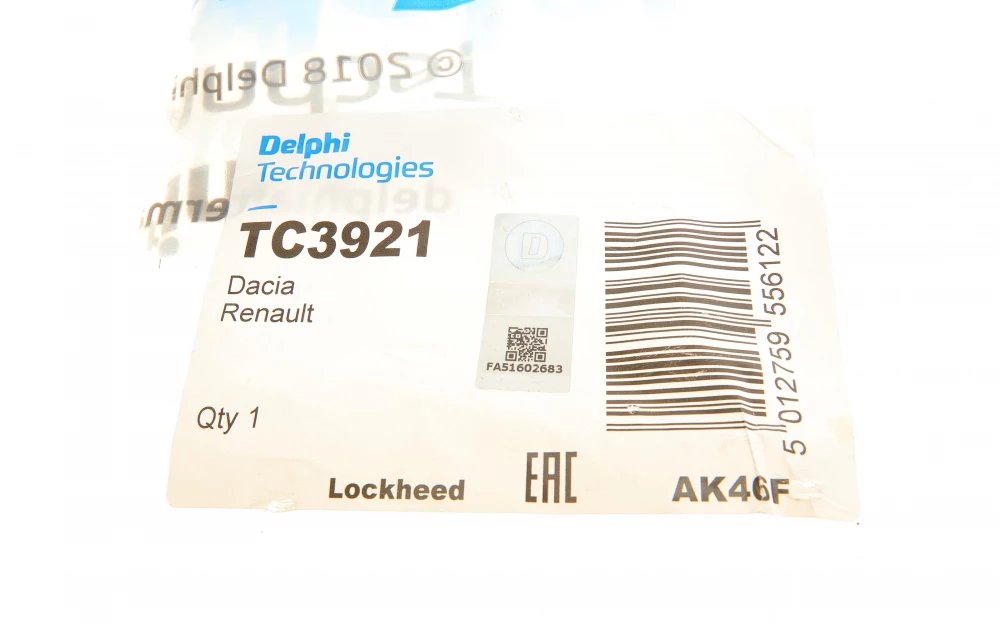 © 2018 Delphi
Delphi
Technologies
TC3921
Dacia
Renault
D
FA51602683
5 012759 556122
Qty 1
Lockheed
EAC
AK46F